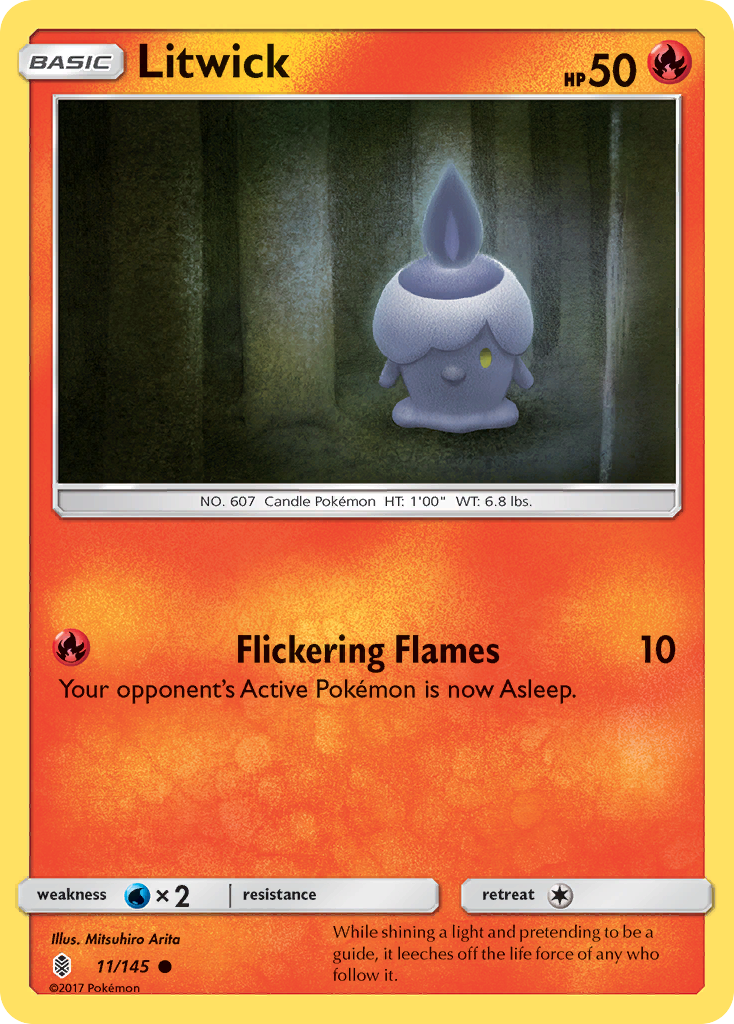 BASIC Litwick HP 50
NO. 607 Candle Pokémon HT: 1'00" WT: 6.8 lbs.
Flickering Flames 10
Your opponent's Active Pokémon is now Asleep.
weakness × 2 resistance retreat
Illus. Mitsuhiro Arita
11/145
©2017 Pokémon
While shining a light and pretending to be a
guide, it leeches off the life force of any who
follow it.